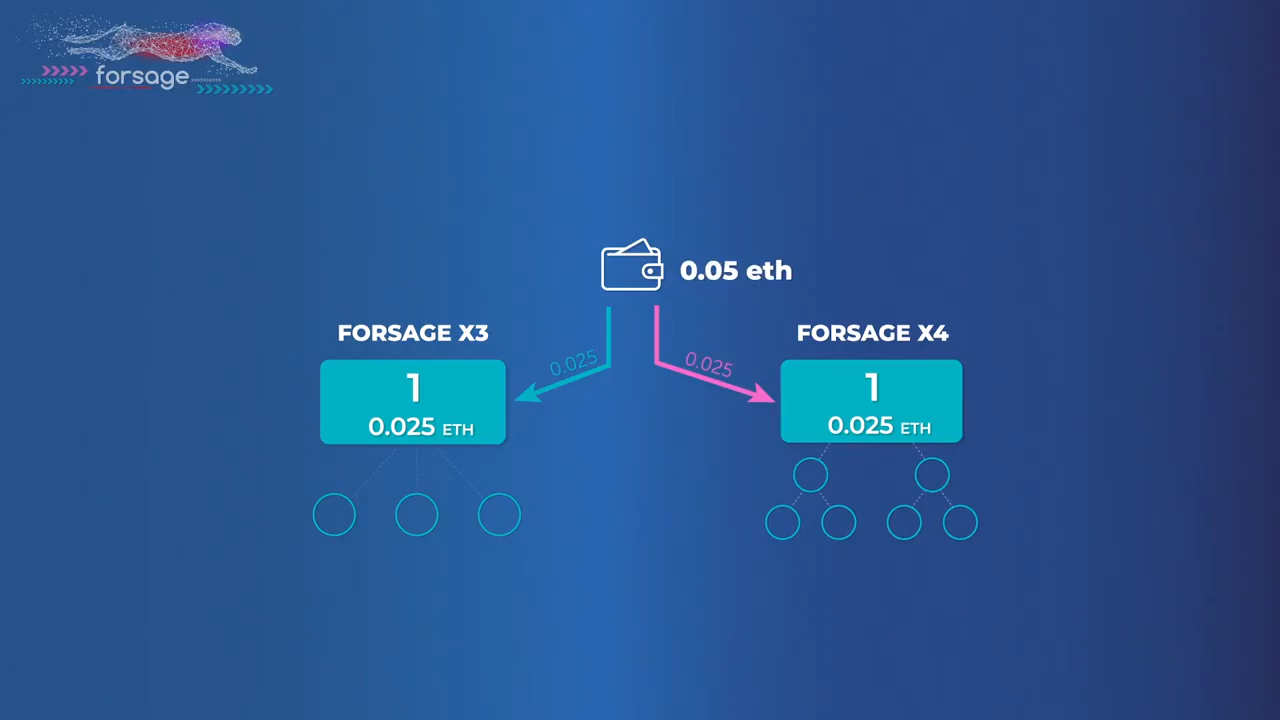 forsage
0.05 eth
FORSAGE X3
FORSAGE X4
0.025
0.025
1
0.025 ETH
1
0.025 ETH